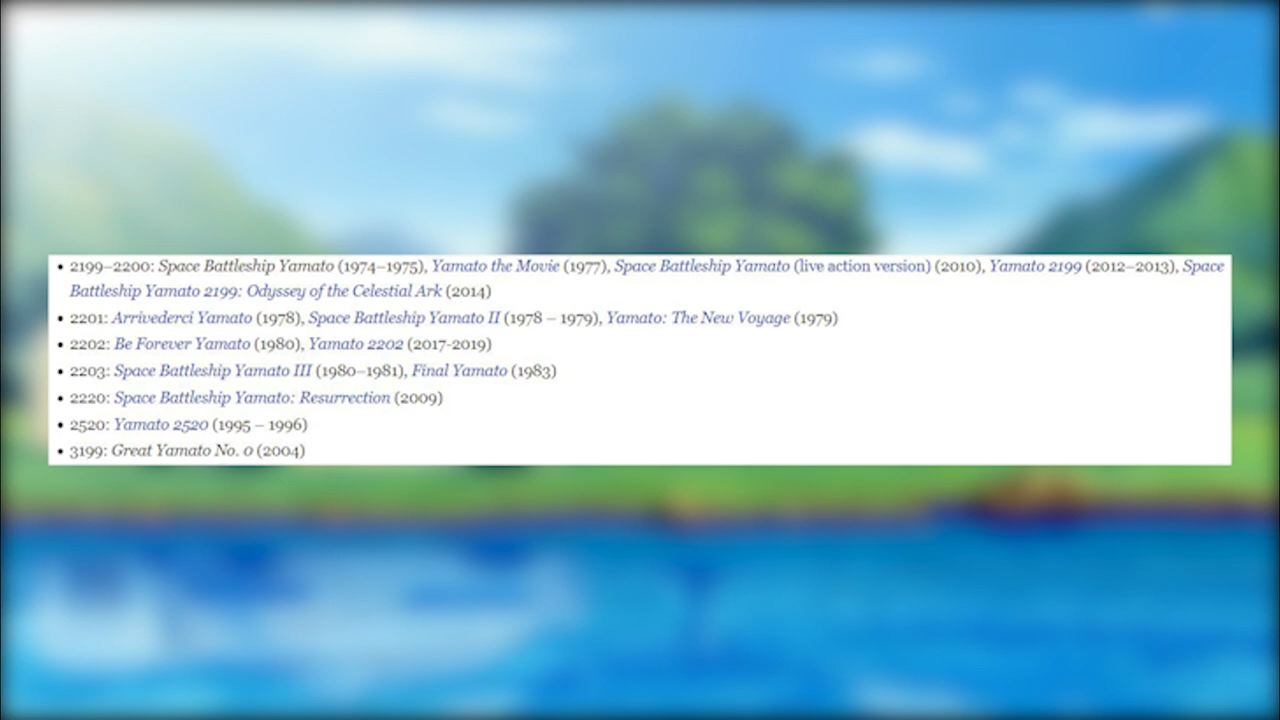 • 2199–2200: Space Battleship Yamato (1974–1975), Yamato the Movie (1977), Space Battleship Yamato (live action version) (2010), Yamato 2199 (2012–2013), Space
Battleship Yamato 2199: Odyssey of the Celestial Ark (2014)
• 2201: Arrivederci Yamato (1978), Space Battleship Yamato II (1978 – 1979), Yamato: The New Voyage (1979)
• 2202: Be Forever Yamato (1980), Yamato 2202 (2017-2019)
• 2203: Space Battleship Yamato III (1980–1981), Final Yamato (1983)
• 2220: Space Battleship Yamato: Resurrection (2009)
• 2520: Yamato 2520 (1995 – 1996)
• 3199: Great Yamato No. 0 (2004)